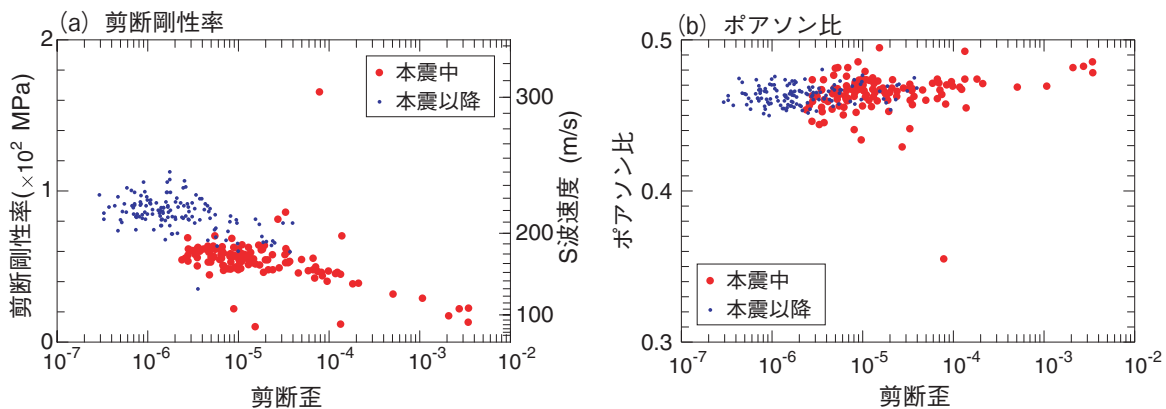 (a) 剪断剛性率
2
1
0
剪断剛性率(×10² MPa)
本震中
本震以降
300
200
100
S波速度 (m/s)
10⁻⁷ 10⁻⁶ 10⁻⁵ 10⁻⁴ 10⁻³ 10⁻²
剪断歪
(b) ポアソン比
0.5
0.4
0.3
ポアソン比
本震中
本震以降
10⁻⁷ 10⁻⁶ 10⁻⁵ 10⁻⁴ 10⁻³ 10⁻²
剪断歪